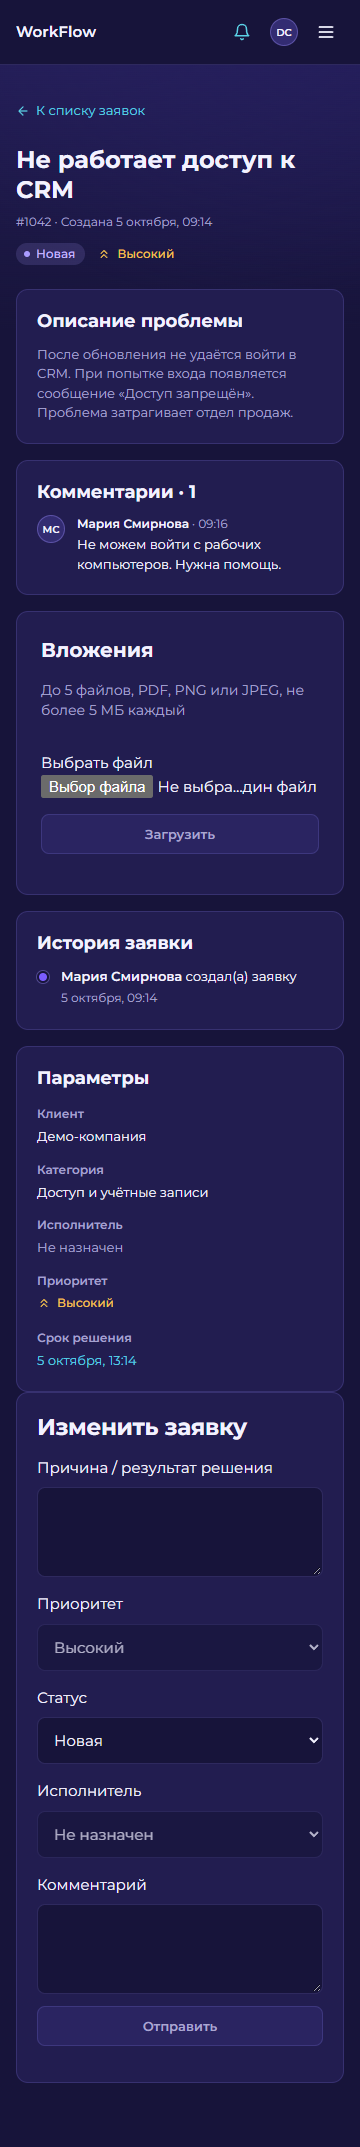 WorkFlow
DC
← К списку заявок
Не работает доступ к
CRM
#1042 · Создана 5 октября, 09:14
Новая
Высокий
Описание проблемы
После обновления не удаётся войти в
CRM. При попытке входа появляется
сообщение «Доступ запрещён».
Проблема затрагивает отдел продаж.
Комментарии · 1
МС
Мария Смирнова · 09:16
Не можем войти с рабочих
компьютеров. Нужна помощь.
Вложения
До 5 файлов, PDF, PNG или JPEG, не
более 5 МБ каждый
Выбрать файл
Выбор файла Не выбра...дин файл
Загрузить
История заявки
Мария Смирнова создал(а) заявку
5 октября, 09:14
Параметры
Клиент
Демо-компания
Категория
Доступ и учётные записи
Исполнитель
Не назначен
Приоритет
Высокий
Срок решения
5 октября, 13:14
Изменить заявку
Причина / результат решения
Приоритет
Высокий
Статус
Новая
Исполнитель
Не назначен
Комментарий
Отправить